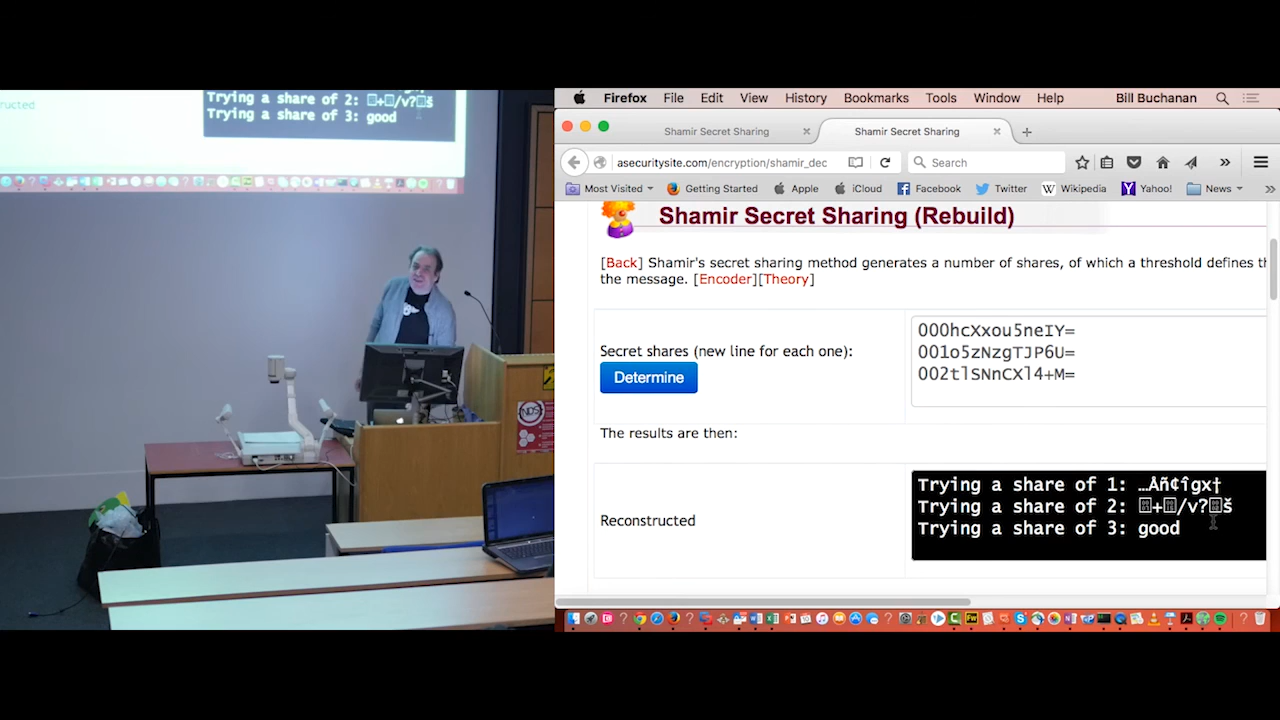 ructed
Trying a share of 2: +/v?š
Trying a share of 3: good
NDS
Firefox File Edit View History Bookmarks Tools Window Help Bill Buchanan
Shamir Secret Sharing
Shamir Secret Sharing
asecuritysite.com/encryption/shamir_dec
Search
Most Visited
Getting Started
Apple
iCloud
Facebook
Twitter
Wikipedia
Yahoo!
News
Shamir Secret Sharing (Rebuild)
[Back] Shamir's secret sharing method generates a number of shares, of which a threshold defines th
the message. [Encoder][Theory]
Secret shares (new line for each one):
Determine
000hcXxou5neIY=
001o5zNzgTJP6U=
002tlSNnCXl4+M=
The results are then:
Reconstructed
Trying a share of 1: …Åñ¢îgx†
Trying a share of 2: +/v?š
Trying a share of 3: good